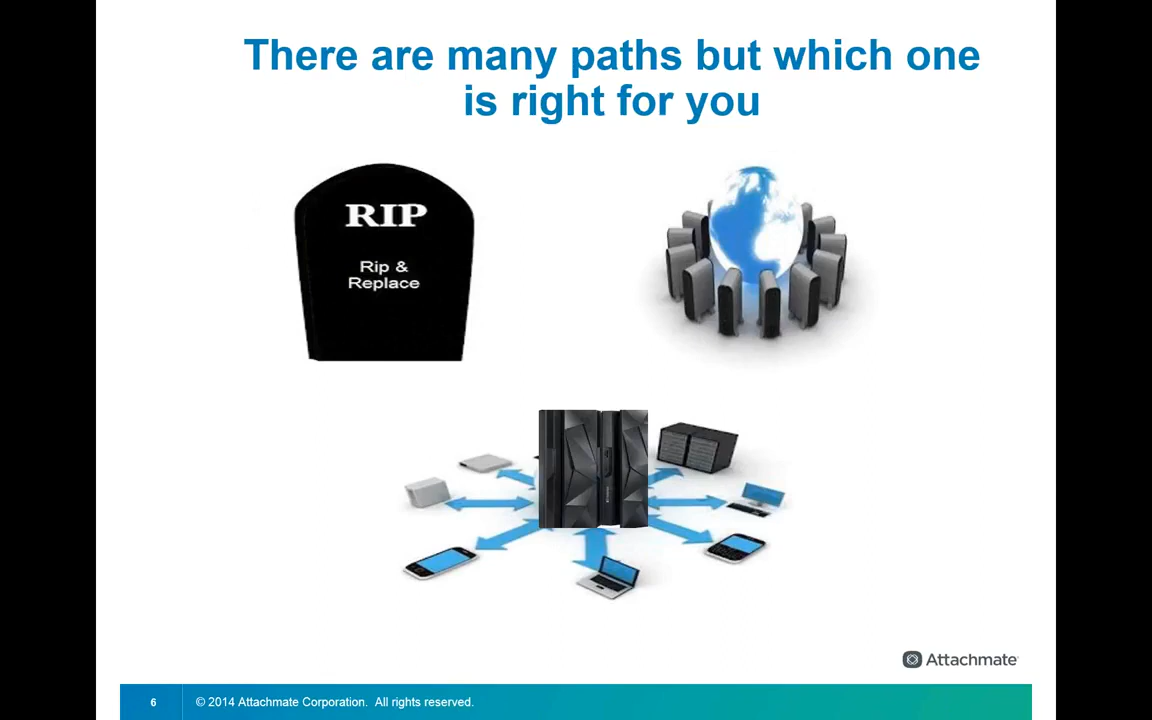 There are many paths but which one
is right for you
RIP
Rip &
Replace
Attachmate
6
© 2014 Attachmate Corporation. All rights reserved.